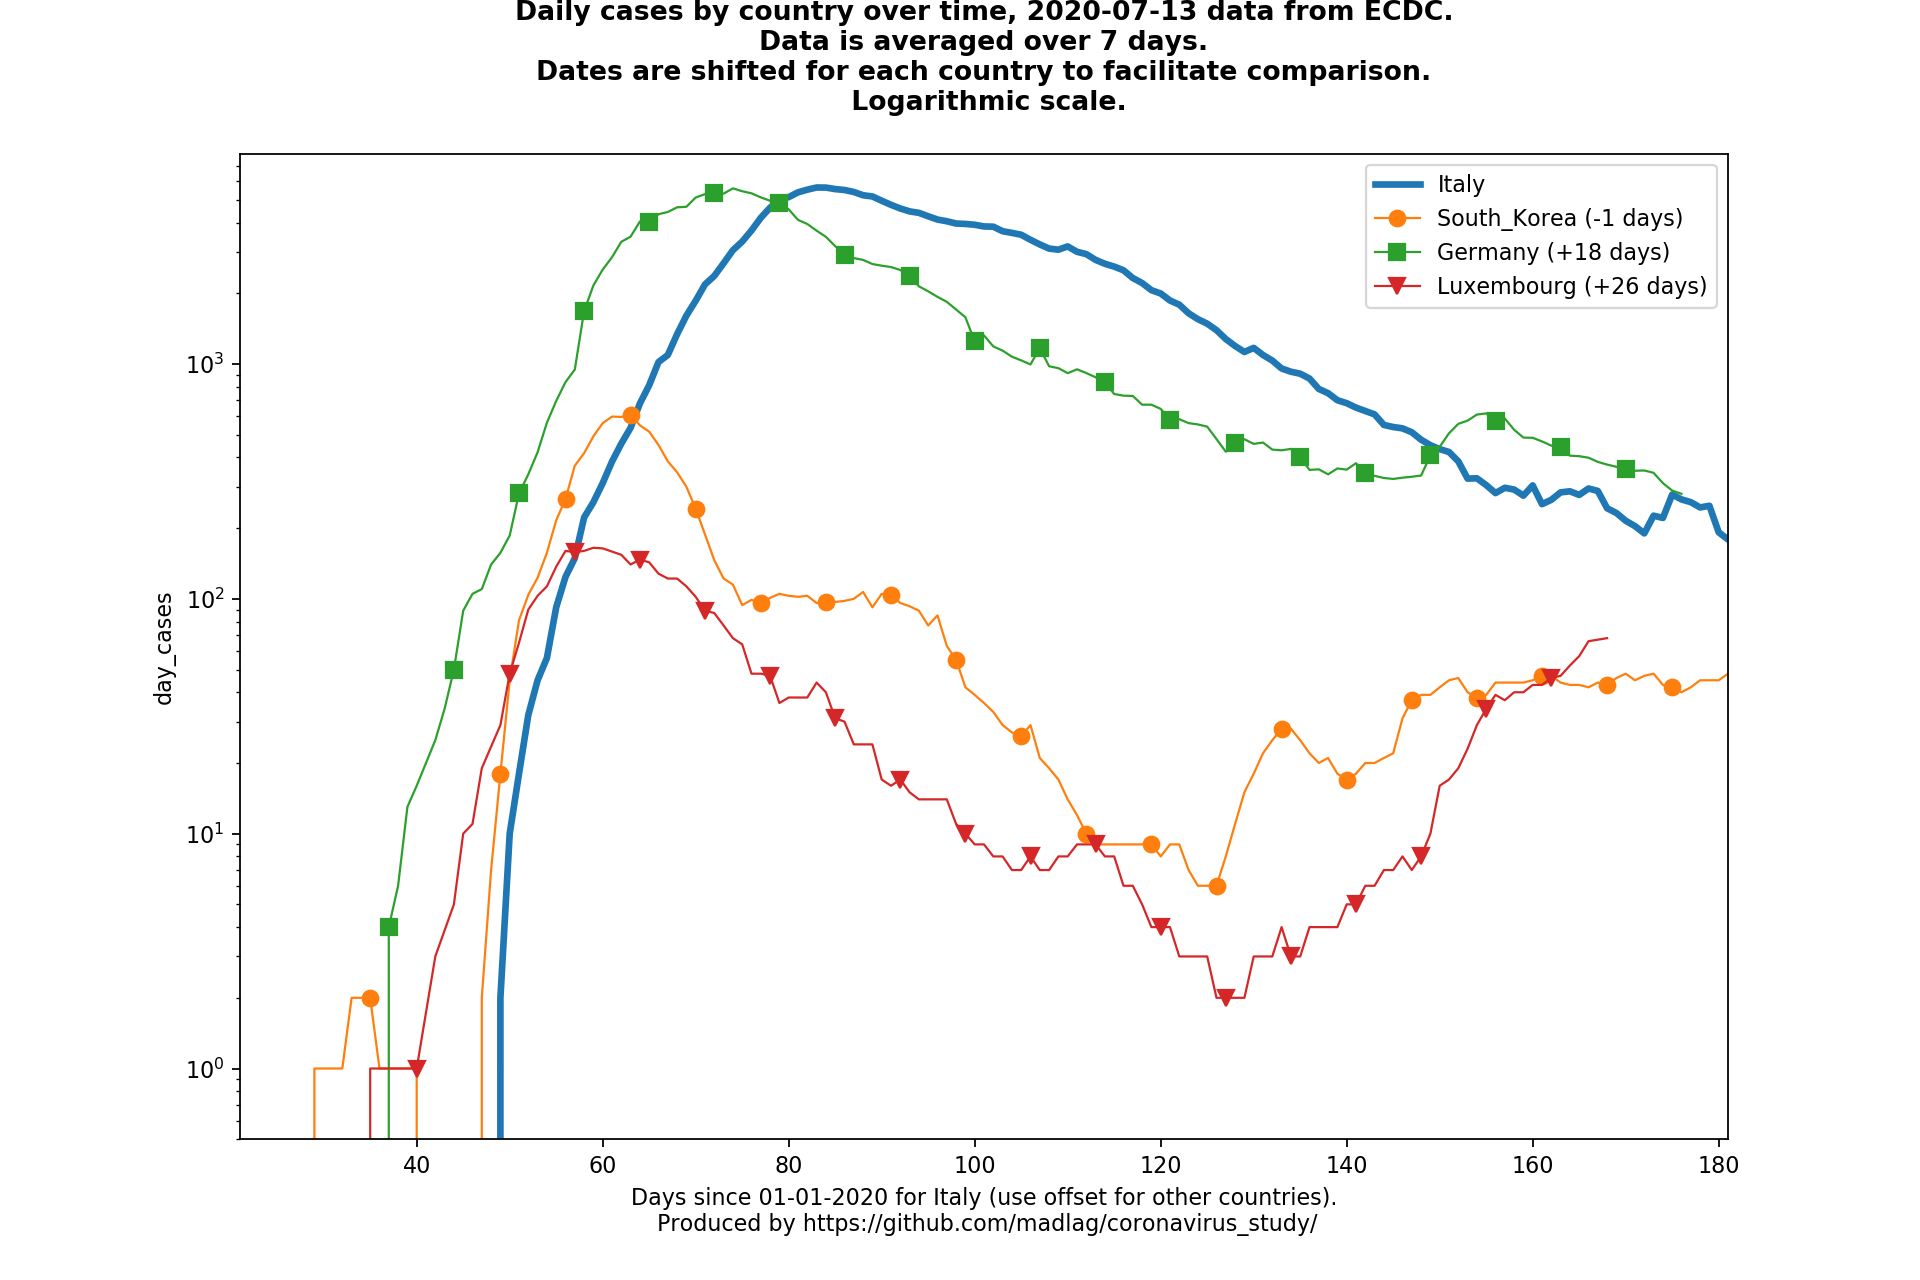 Daily cases by country over time, 2020-07-13 data from ECDC.
Data is averaged over 7 days.
Dates are shifted for each country to facilitate comparison.
Logarithmic scale.
Italy
South_Korea (-1 days)
Germany (+18 days)
Luxembourg (+26 days)
day_cases
10³
10²
10¹
10⁰
40 60 80 100 120 140 160 180
Days since 01-01-2020 for Italy (use offset for other countries).
Produced by https://github.com/madlag/coronavirus_study/